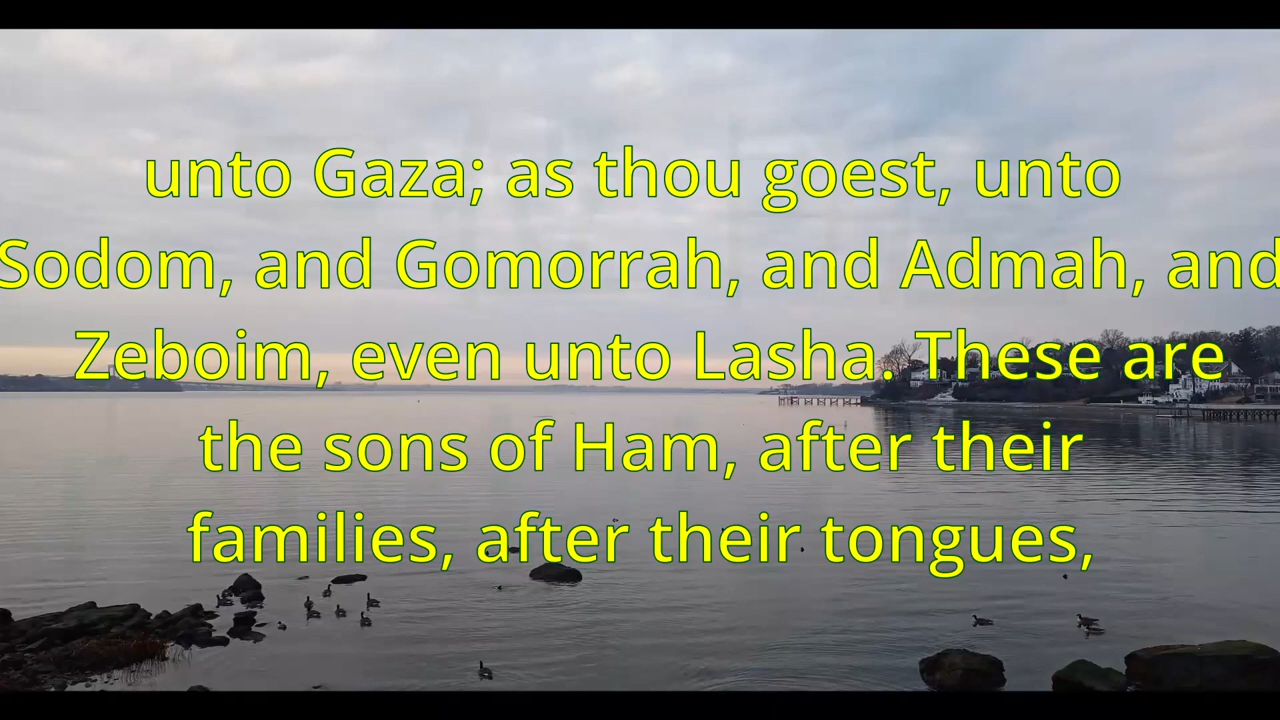 unto Gaza; as thou goest, unto
Sodom, and Gomorrah, and Admah, and
Zeboim, even unto Lasha. These are
the sons of Ham, after their
families, after their tongues,